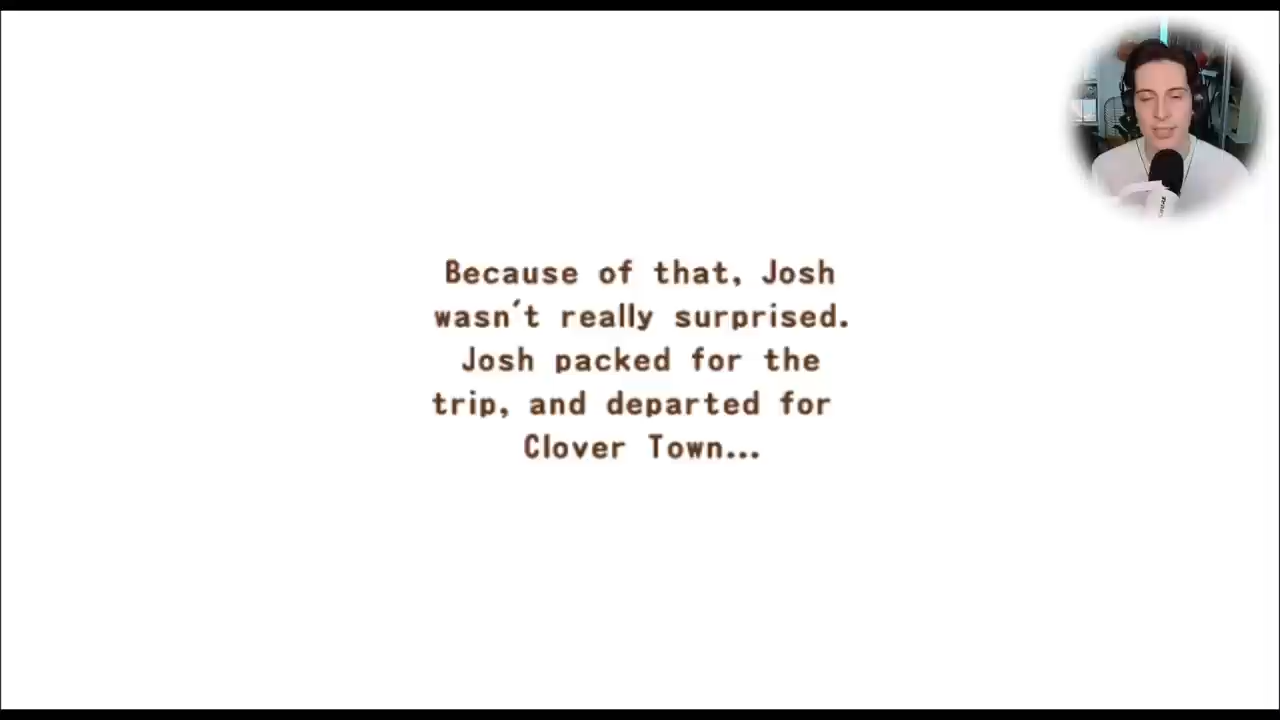 Because of that, Josh
wasn't really surprised.
Josh packed for the
trip, and departed for
Clover Town...